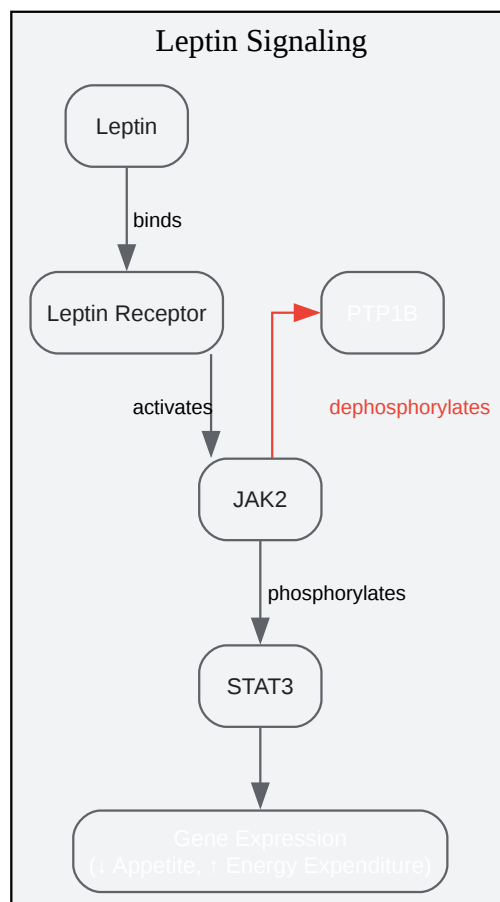 Leptin Signaling
Leptin
binds
Leptin Receptor
PTP1B
activates
dephosphorylates
JAK2
phosphorylates
STAT3
Gene Expression
(↓ Appetite, ↑ Energy Expenditure)